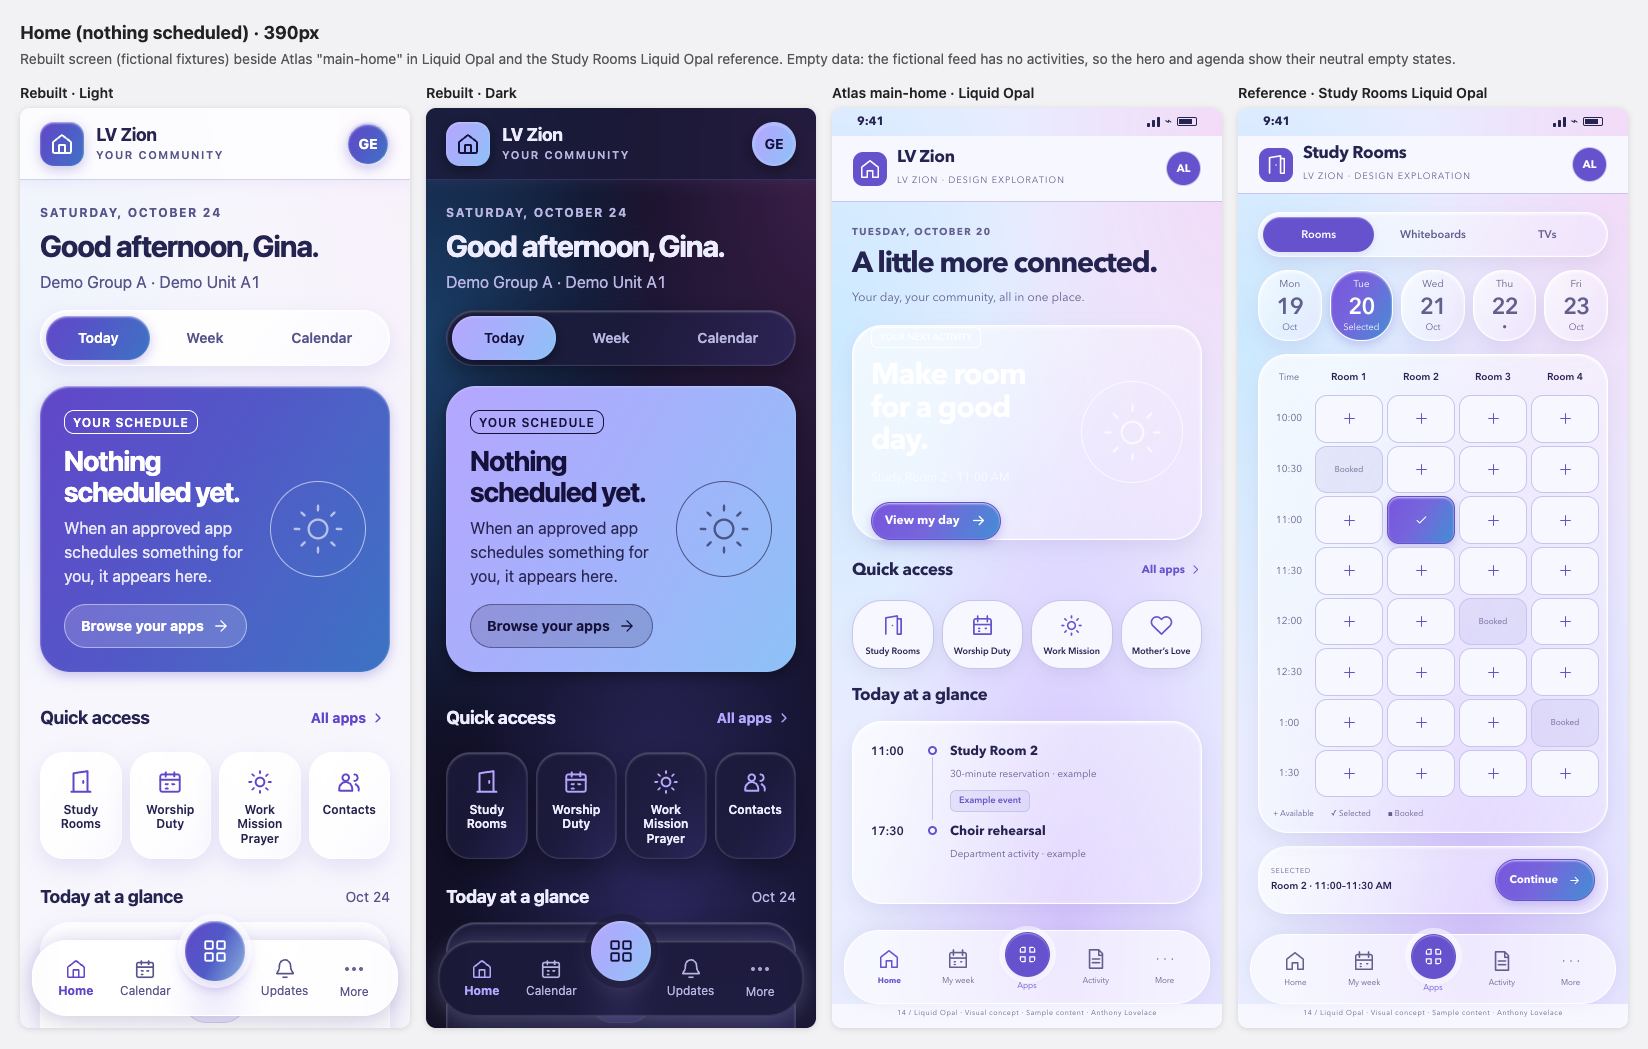 Home (nothing scheduled) · 390px
Rebuilt screen (fictional fixtures) beside Atlas "main-home" in Liquid Opal and the Study Rooms Liquid Opal reference. Empty data: the fictional feed has no activities, so the hero and agenda show their neutral empty states.
Rebuilt · Light
LV Zion
YOUR COMMUNITY
GE
SATURDAY, OCTOBER 24
Good afternoon, Gina.
Demo Group A · Demo Unit A1
Today Week Calendar
YOUR SCHEDULE
Nothing
scheduled yet.
When an approved app
schedules something for
you, it appears here.
Browse your apps →
Quick access
All apps >
Study
Rooms
Worship
Duty
Work
Mission
Prayer
Contacts
Today at a glance
Oct 24
Home Calendar Updates More
Rebuilt · Dark
LV Zion
YOUR COMMUNITY
GE
SATURDAY, OCTOBER 24
Good afternoon, Gina.
Demo Group A · Demo Unit A1
Today Week Calendar
YOUR SCHEDULE
Nothing
scheduled yet.
When an approved app
schedules something for
you, it appears here.
Browse your apps →
Quick access
All apps >
Study
Rooms
Worship
Duty
Work
Mission
Prayer
Contacts
Today at a glance
Oct 24
Home Calendar Updates More
Atlas main-home · Liquid Opal
9:41
LV Zion
LV ZION · DESIGN EXPLORATION
AL
TUESDAY, OCTOBER 20
A little more connected.
Your day, your community, all in one place.
YOUR NEXT ACTIVITY
Make room
for a good
day.
Study Room 2 · 11:00 AM
View my day →
Quick access
All apps >
Study Rooms Worship Duty Work Mission Mother's Love
Today at a glance
11:00 Study Room 2
30-minute reservation · example
Example event
17:30 Choir rehearsal
Department activity · example
Home My week Apps Activity More
14 / Liquid Opal · Visual concept · Sample content · Anthony Lovelace
Reference · Study Rooms Liquid Opal
9:41
Study Rooms
LV ZION · DESIGN EXPLORATION
AL
Rooms Whiteboards TVs
Mon Tue Wed Thu Fri
19 20 21 22 23
Oct Selected Oct • Oct
Time Room 1 Room 2 Room 3 Room 4
10:00 + + + +
10:30 Booked + + +
11:00 + ✓ + +
11:30 + + + +
12:00 + + Booked +
12:30 + + + +
1:00 + + + Booked
1:30 + + + +
+ Available ✓ Selected ■ Booked
SELECTED
Room 2 · 11:00–11:30 AM
Continue →
Home My week Apps Activity More
14 / Liquid Opal · Visual concept · Sample content · Anthony Lovelace